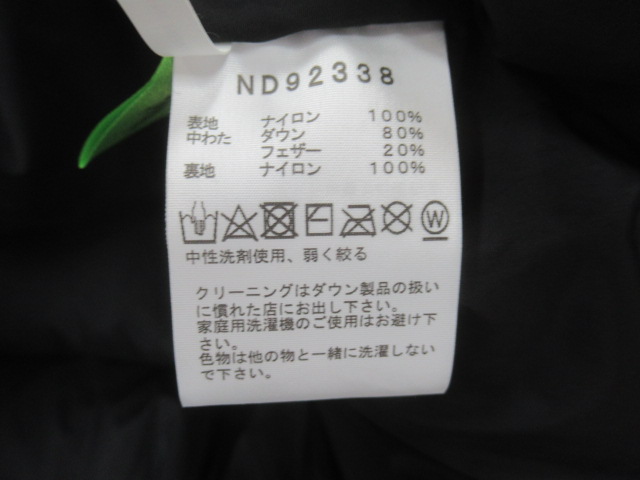 ND92338
表地 ナイロン 100%
中わた ダウン 80%
フェザー 20%
裏地 ナイロン 100%
W
中性洗剤使用、弱く絞る
クリーニングはダウン製品の扱い
に慣れた店にお出し下さい。
家庭用洗濯機のご使用はお避け下
さい。
色物は他の物と一緒に洗濯しない
で下さい。